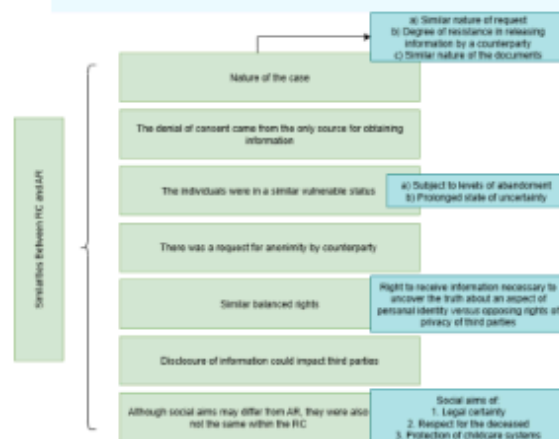 a) Similar nature of request
b) Degree of resistance in releasing
information by a counterparty
c) Similar nature of the documents
Nature of the case
The denial of consent came from the only source for obtaining
information
The individuals were in a similar vulnerable status
a) Subject to levels of abandoment
b) Prolonged state of uncertainty
Similarities Between RC and AR
There was a request for anonimity by counterparty
Similar balanced rights
Right to receive information necessary to
uncover the truth about an aspect of
personal identity versus opposing rights of
privacy of third parties
Disclosure of information could impact third parties
Although social aims may differ from AR, they were also
not the same within the RC
Social aims of:
1. Legal certainty
2. Respect for the deceased
3. Protection of childcare systems